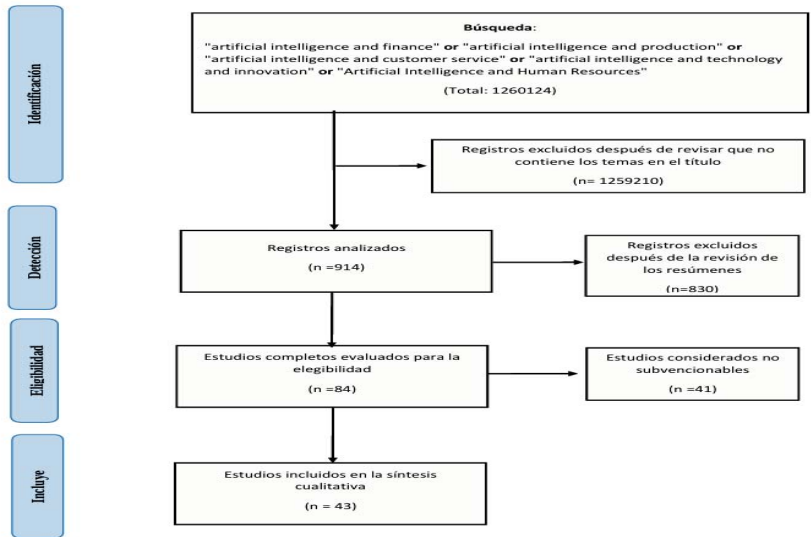 Identificación
Búsqueda:
"artificial intelligence and finance" or "artificial intelligence and production" or
"artificial intelligence and customer service" or "artificial intelligence and technology
and innovation" or "Artificial Intelligence and Human Resources"
(Total: 1260124)
Registros excluidos después de revisar que no
contiene los temas en el título
(n= 1259210)
Detección
Registros analizados
(n =914)
Registros excluidos
después de la revisión de
los resúmenes
(n=830)
Eligibilidad
Estudios completos evaluados para la
elegebilidad
(n =84)
Estudios considerados no
subvencionables
(n =41)
Incluye
Estudios incluidos en la síntesis
cualitativa
(n = 43)